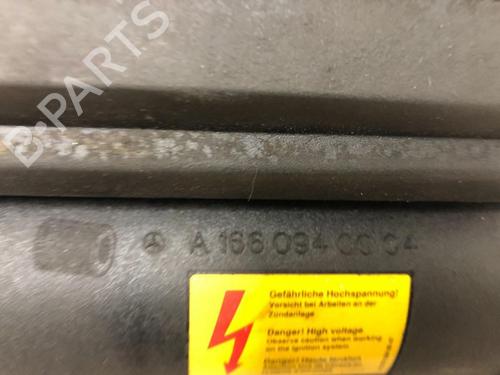 B-PARTS
A 166 094 00 04
Gefährliche Hochspannung!
Vorsicht bei Arbeiten an der
Zündanlage
Danger! High voltage
Observe caution when working
on the ignition system
Danger!